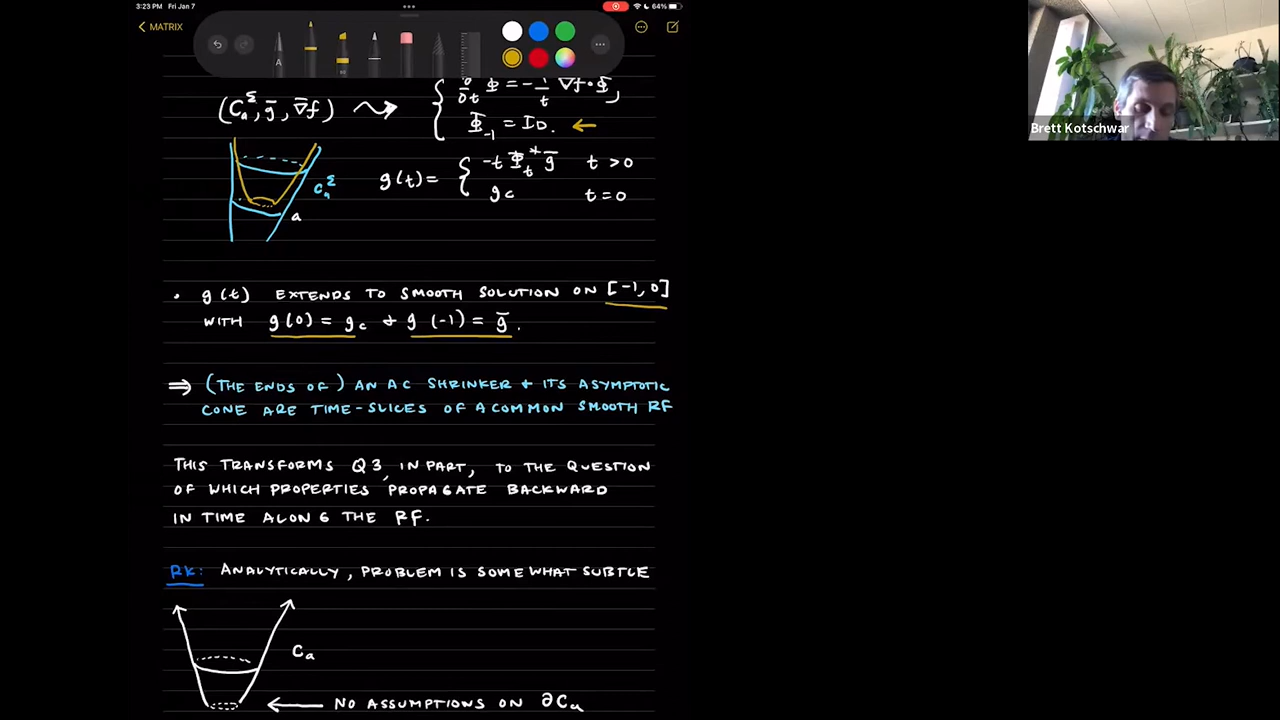 3:23 PM Fri Jan 7
64%
MATRIX
∂/∂t Φ = -1/t ∇f∘Φ,
(C_a^Σ, ḡ, ∇̄f) ⇝
Φ_{-1} = ID. ←
g(t) = { -t Φ_t^* ḡ t > 0
g_c t = 0
C_a^Σ
a
• g(t) EXTENDS TO SMOOTH SOLUTION ON [-1, 0]
WITH g(0) = g_c + g(-1) = ḡ.
⇒ (THE ENDS OF) AN AC SHRINKER + ITS ASYMPTOTIC
CONE ARE TIME-SLICES OF A COMMON SMOOTH RF
THIS TRANSFORMS Q3, IN PART, TO THE QUESTION
OF WHICH PROPERTIES PROPAGATE BACKWARD
IN TIME ALONG THE RF.
RK: ANALYTICALLY, PROBLEM IS SOMEWHAT SUBTLE
C_a
← NO ASSUMPTIONS ON ∂C_a
Brett Kotschwar